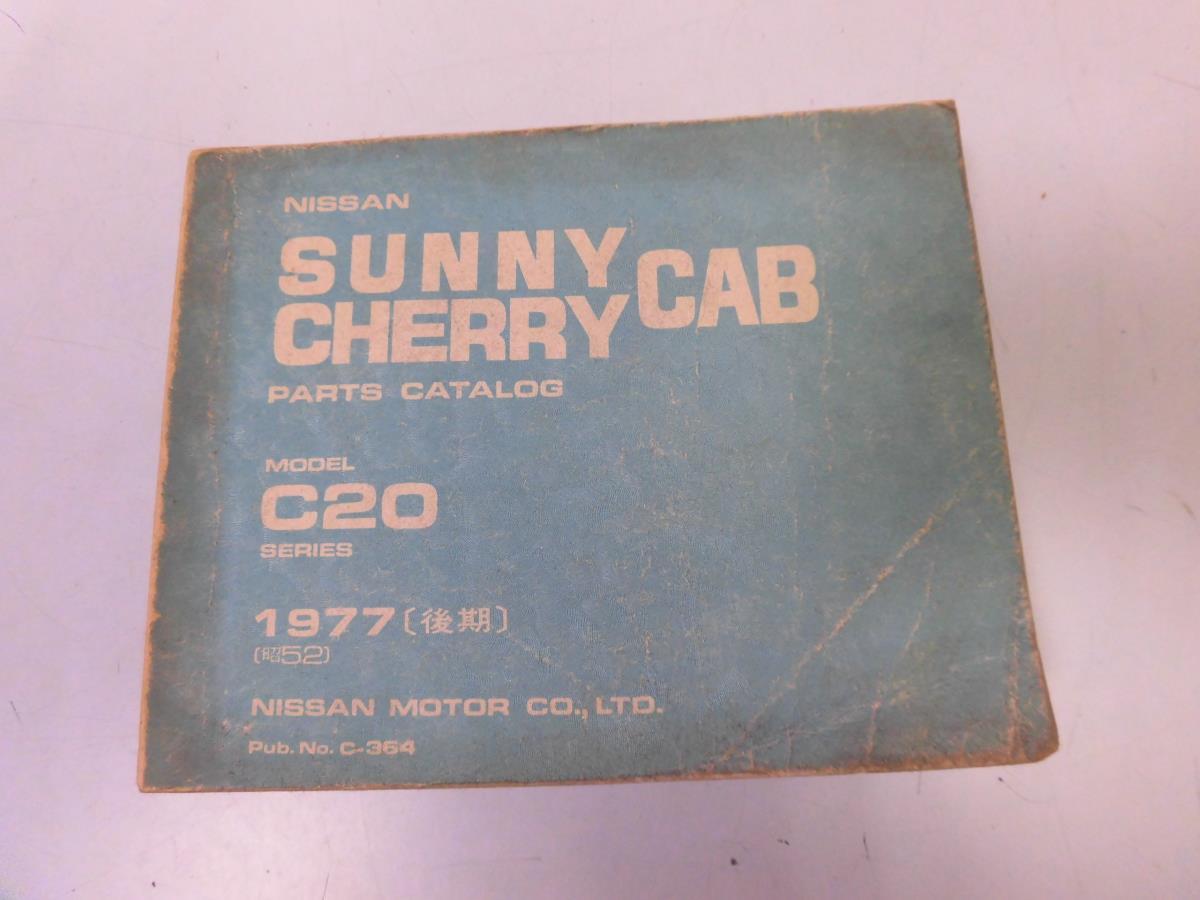 NISSAN
SUNNY
CHERRY CAB
PARTS CATALOG
MODEL
C20
SERIES
1977〔後期〕
〔昭52〕
NISSAN MOTOR CO., LTD.
Pub. No. C-364